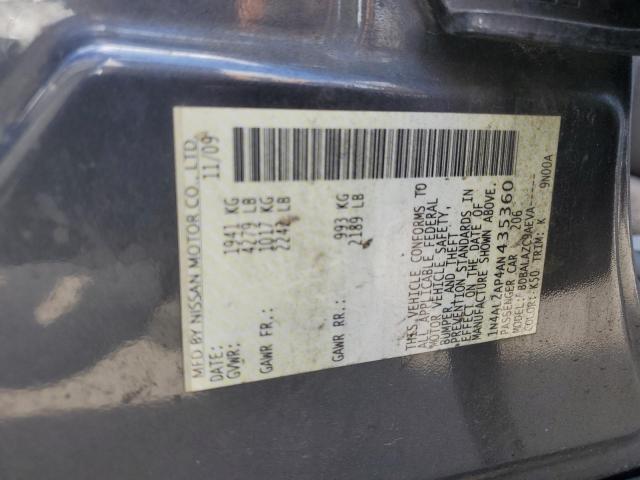 MFD BY NISSAN MOTOR CO., LTD.
DATE: 11/09
GVWR: 1941 KG
4279 LB
GAWR FR: 1017 KG
2242 LB
GAWR RR: 993 KG
2189 LB
THIS VEHICLE CONFORMS TO
ALL APPLICABLE FEDERAL
MOTOR VEHICLE SAFETY,
BUMPER AND THEFT
PREVENTION STANDARDS IN
EFFECT ON THE DATE OF
MANUFACTURE SHOWN ABOVE.
1N4AL2AP4AN435360
PASSENGER CAR 206
MODEL: BDBALAZC9AEVA
COLOR: K50 TRIM: K 9N00A